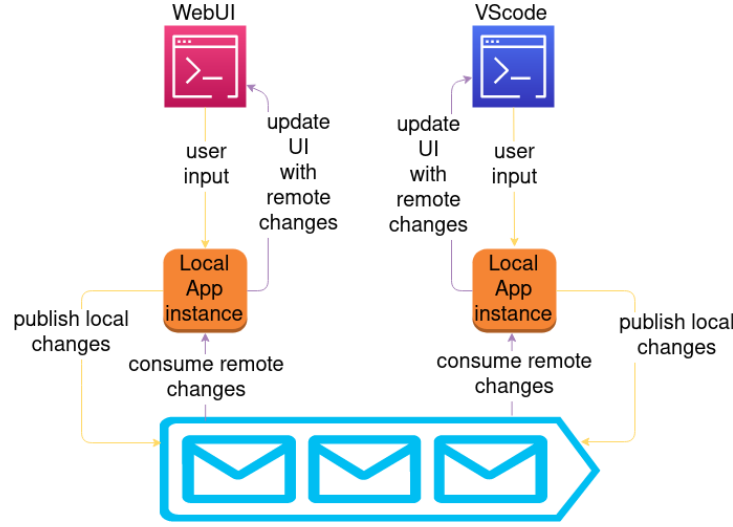 WebUI
VScode
user
input
update
UI
with
remote
changes
update
UI
with
remote
changes
user
input
Local
App
instance
Local
App
instance
publish local
changes
consume remote
changes
consume remote
changes
publish local
changes